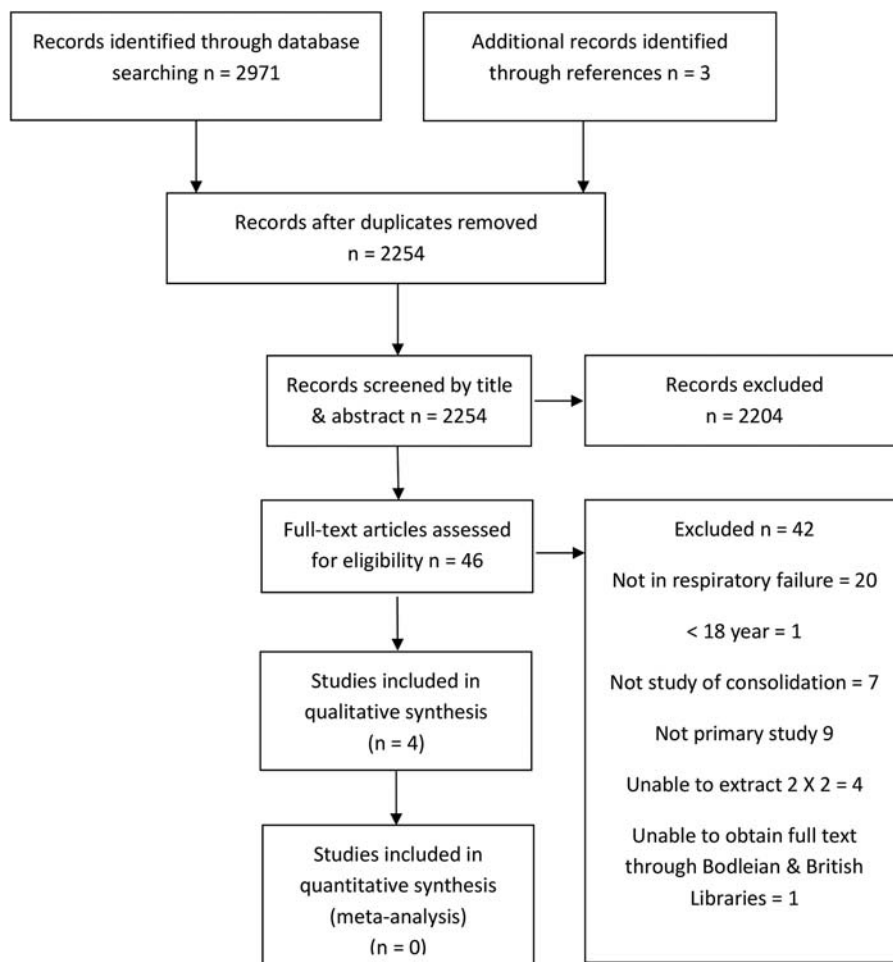 Records identified through database
searching n = 2971
Additional records identified
through references n = 3
Records after duplicates removed
n = 2254
Records screened by title
& abstract n = 2254
Records excluded
n = 2204
Full-text articles assessed
for eligibility n = 46
Excluded n = 42
Not in respiratory failure = 20
< 18 year = 1
Not study of consolidation = 7
Not primary study 9
Unable to extract 2 X 2 = 4
Unable to obtain full text
through Bodleian & British
Libraries = 1
Studies included in
qualitative synthesis
(n = 4)
Studies included in
quantitative synthesis
(meta-analysis)
(n = 0)